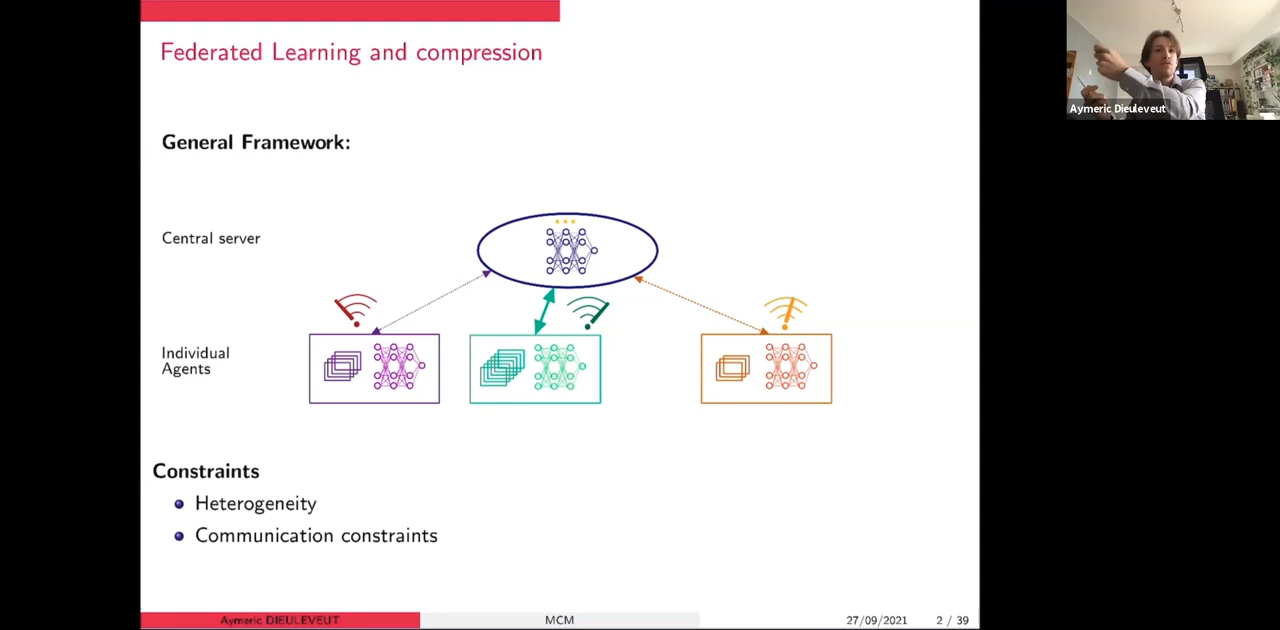 Federated Learning and compression
General Framework:
Central server
Individual
Agents
Constraints
Heterogeneity
Communication constraints
Aymeric DIEULEVEUT
MCM
27/09/2021
2 / 39
Aymeric Dieuleveut